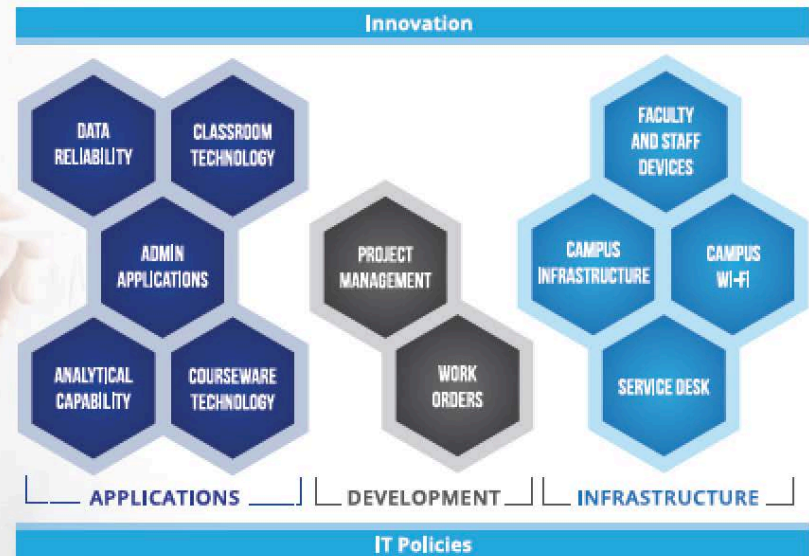 Innovation
DATA
RELIABILITY
CLASSROOM
TECHNOLOGY
ADMIN
APPLICATIONS
ANALYTICAL
CAPABILITY
COURSEWARE
TECHNOLOGY
PROJECT
MANAGEMENT
WORK
ORDERS
FACULTY
AND STAFF
DEVICES
CAMPUS
INFRASTRUCTURE
CAMPUS
WI-FI
SERVICE DESK
APPLICATIONS
DEVELOPMENT
INFRASTRUCTURE
IT Policies